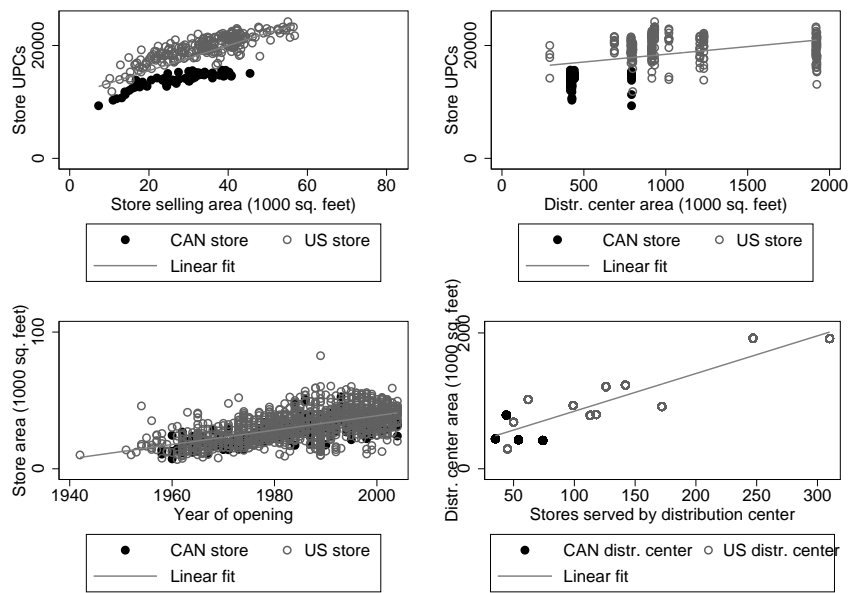 Store UPCs
0 20000
0 20 40 60 80
Store selling area (1000 sq. feet)
CAN store US store
Linear fit
Store UPCs
0 20000
0 500 1000 1500 2000
Distr. center area (1000 sq. feet)
CAN store US store
Linear fit
Store area (1000 sq. feet)
0 100
1940 1960 1980 2000
Year of opening
CAN store US store
Linear fit
Distr. center area (1000 sq. feet)
0 2000
50 100 150 200 250 300
Stores served by distribution center
CAN distr. center US distr. center
Linear fit